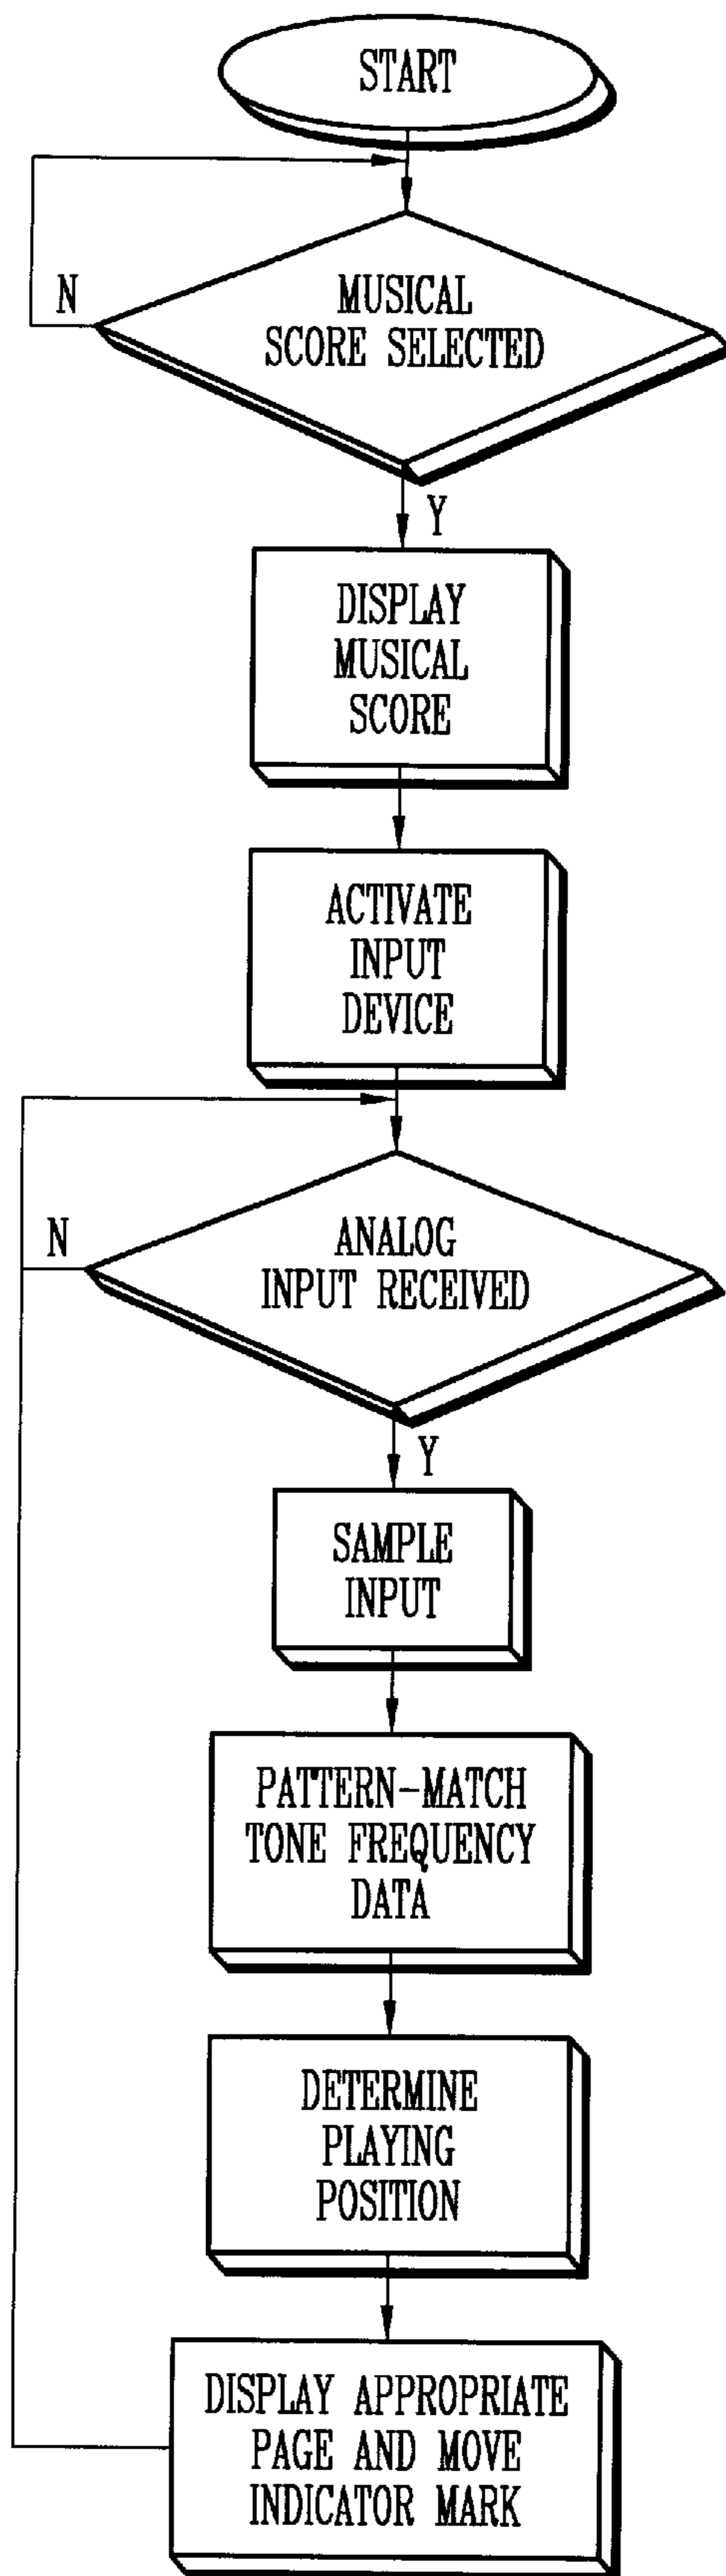 START
N
MUSICAL
SCORE SELECTED
Y
DISPLAY
MUSICAL
SCORE
ACTIVATE
INPUT
DEVICE
N
ANALOG
INPUT RECEIVED
Y
SAMPLE
INPUT
PATTERN-MATCH
TONE FREQUENCY
DATA
DETERMINE
PLAYING
POSITION
DISPLAY APPROPRIATE
PAGE AND MOVE
INDICATOR MARK